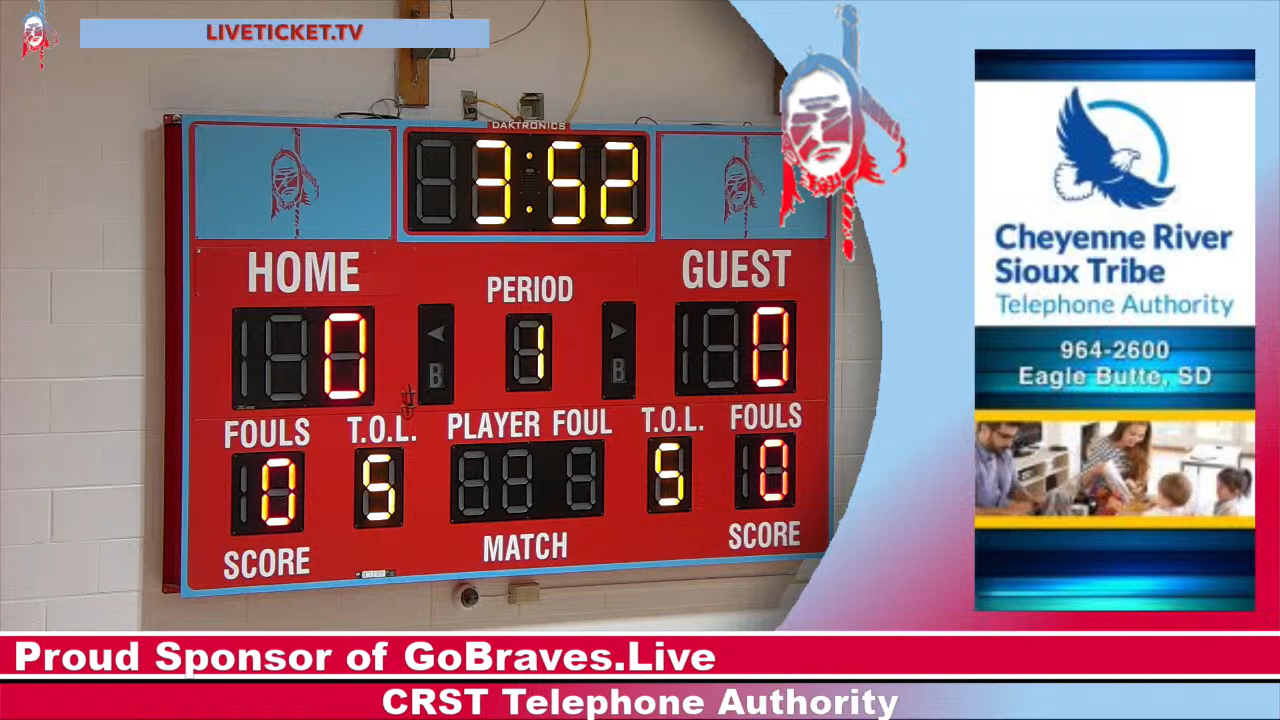 LIVETICKET.TV
DAKTRONICS
3:52
HOME
PERIOD
GUEST
0
1
0
B
B
FOULS
T.O.L.
PLAYER FOUL
T.O.L.
FOULS
0
5
5
0
SCORE
MATCH
SCORE
Cheyenne River
Sioux Tribe
Telephone Authority
964-2600
Eagle Butte, SD
Proud Sponsor of GoBraves.Live
CRST Telephone Authority